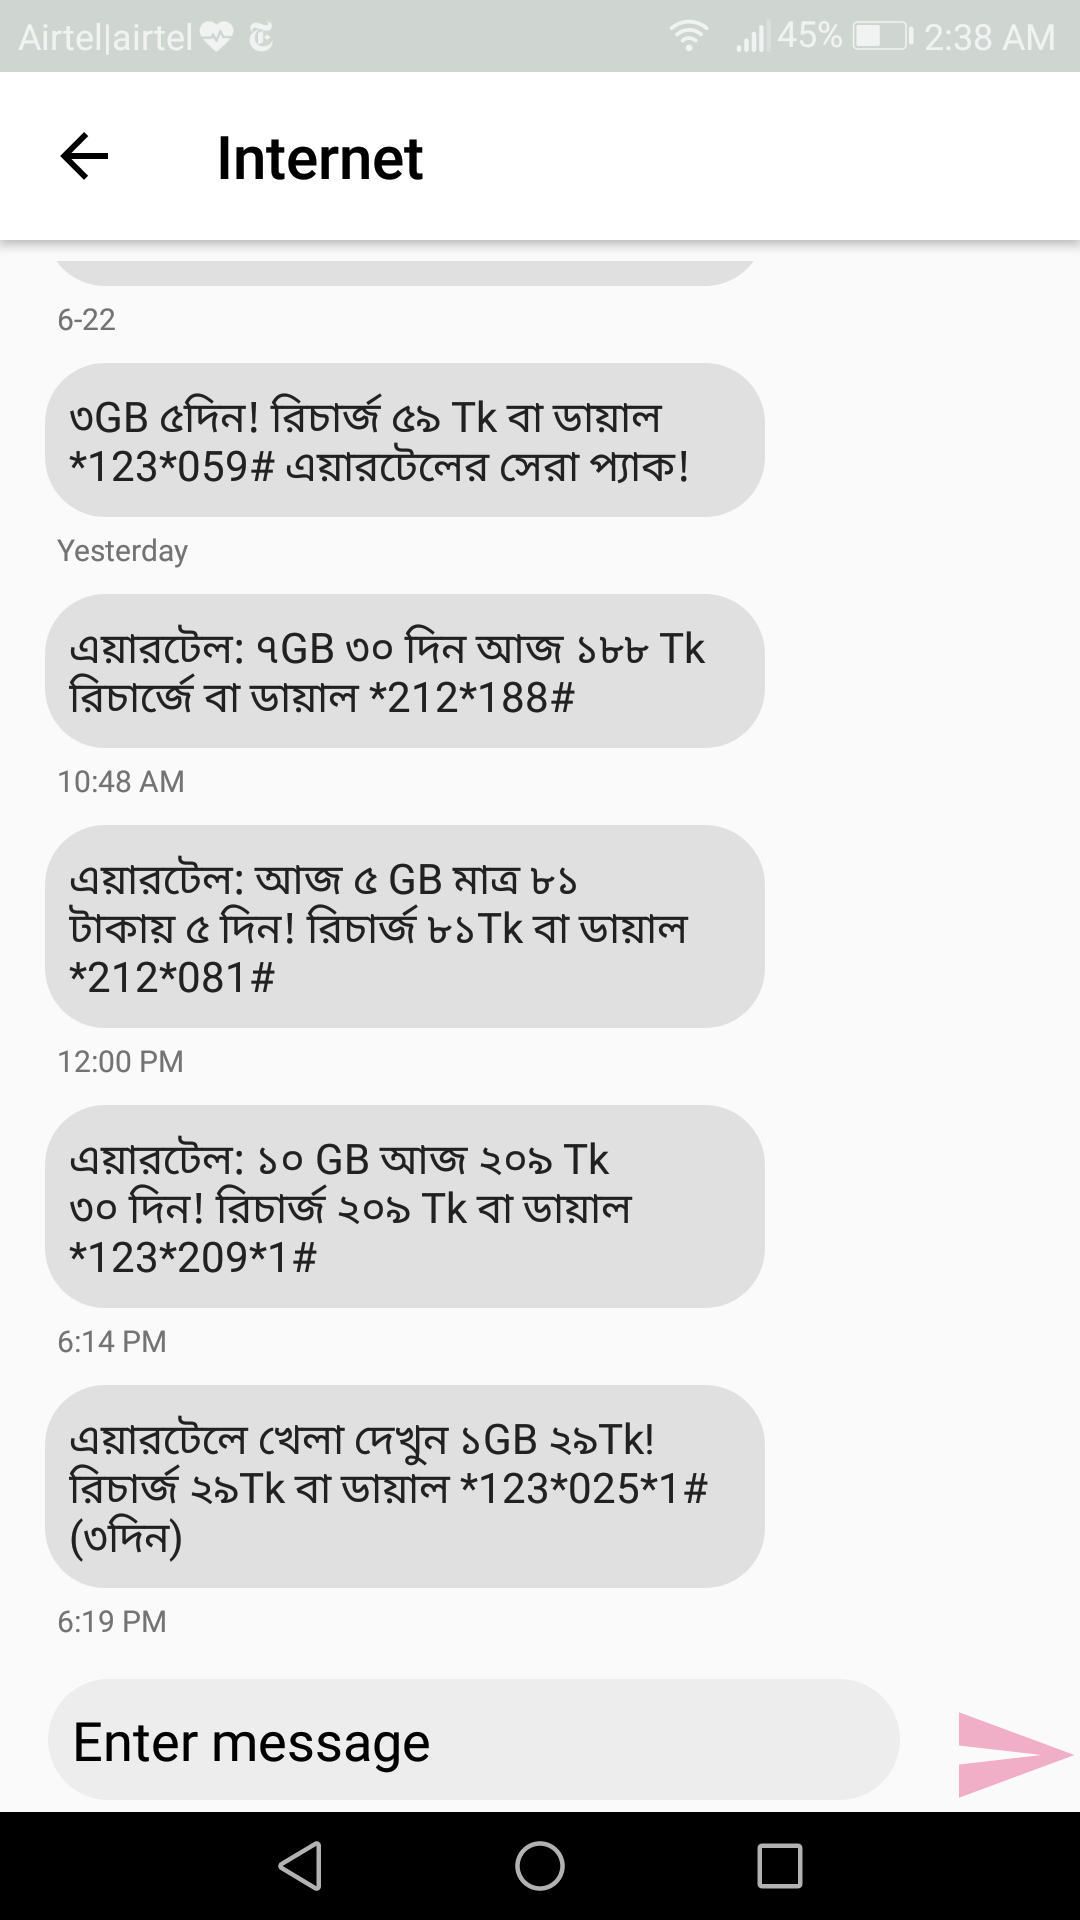 Airtel|airtel 45% 2:38 AM
Internet
6-22
৩GB ৫দিন! রিচার্জ ৫৯ Tk বা ডায়াল
*123*059# এয়ারটেলের সেরা প্যাক!
Yesterday
এয়ারটেল: ৭GB ৩০ দিন আজ ১৮৮ Tk
রিচার্জে বা ডায়াল *212*188#
10:48 AM
এয়ারটেল: আজ ৫ GB মাত্র ৮১
টাকায় ৫ দিন! রিচার্জ ৮১Tk বা ডায়াল
*212*081#
12:00 PM
এয়ারটেল: ১০ GB আজ ২০৯ Tk
৩০ দিন! রিচার্জ ২০৯ Tk বা ডায়াল
*123*209*1#
6:14 PM
এয়ারটেলে খেলা দেখুন ১GB ২৯Tk!
রিচার্জ ২৯Tk বা ডায়াল *123*025*1#
(৩দিন)
6:19 PM
Enter message